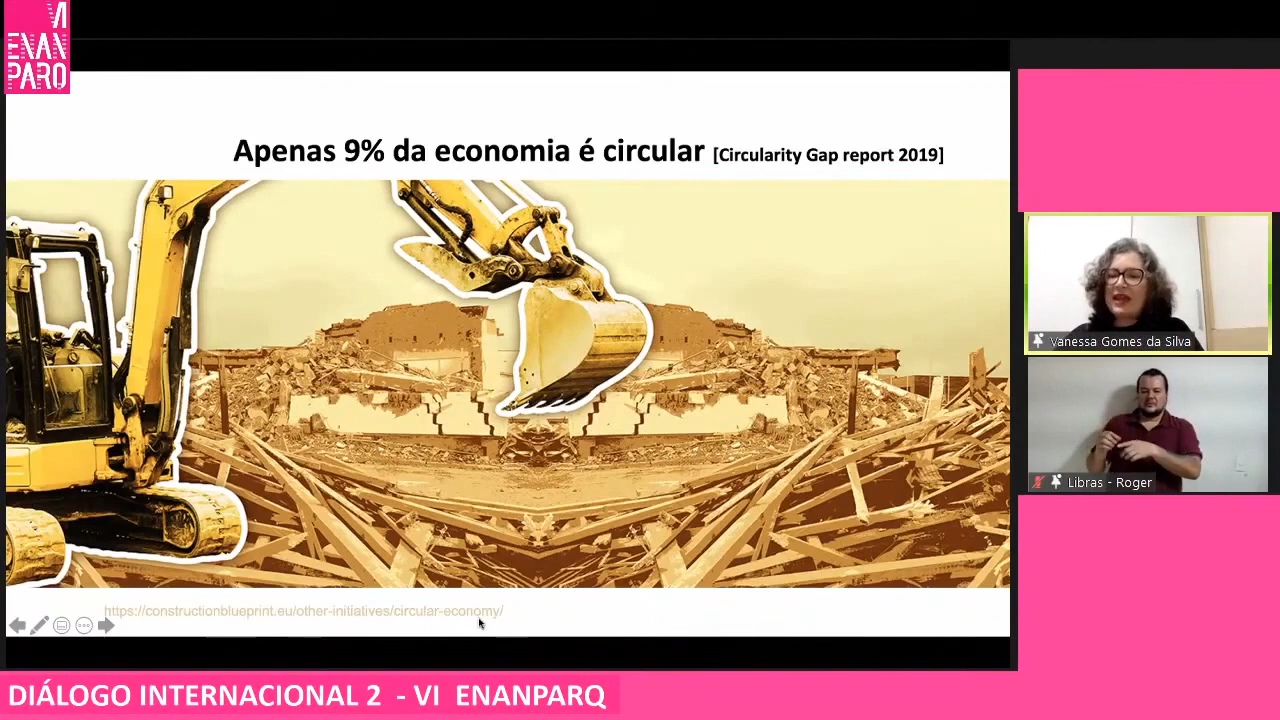 VI
ENAN
PARQ
Apenas 9% da economia é circular [Circularity Gap report 2019]
Vanessa Gomes da Silva
Libras - Roger
https://constructionblueprint.eu/other-initiatives/circular-economy/
DIÁLOGO INTERNACIONAL 2 - VI ENANPARQ